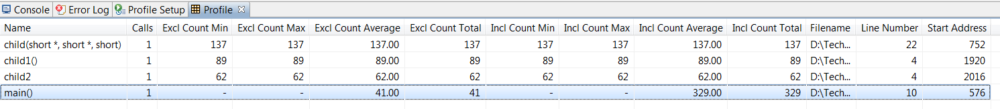 Console Error Log Profile Setup Profile
Name Calls Excl Count Min Excl Count Max Excl Count Average Excl Count Total Incl Count Min Incl Count Max Incl Count Average Incl Count Total Filename Line Number Start Address
child(short *, short *, short) 1 137 137 137.00 137 137 137 137.00 137 D:\Tech... 22 752
child1() 1 89 89 89.00 89 89 89 89.00 89 D:\Tech... 4 1920
child2 1 62 62 62.00 62 62 62 62.00 62 D:\Tech... 4 2016
main() 1 - - 41.00 41 - - 329.00 329 D:\Tech... 10 576